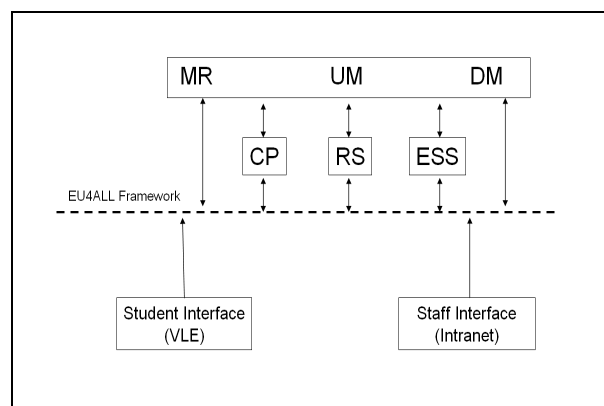 MR UM DM
CP RS ESS
EU4ALL Framework
Student Interface
(VLE)
Staff Interface
(Intranet)